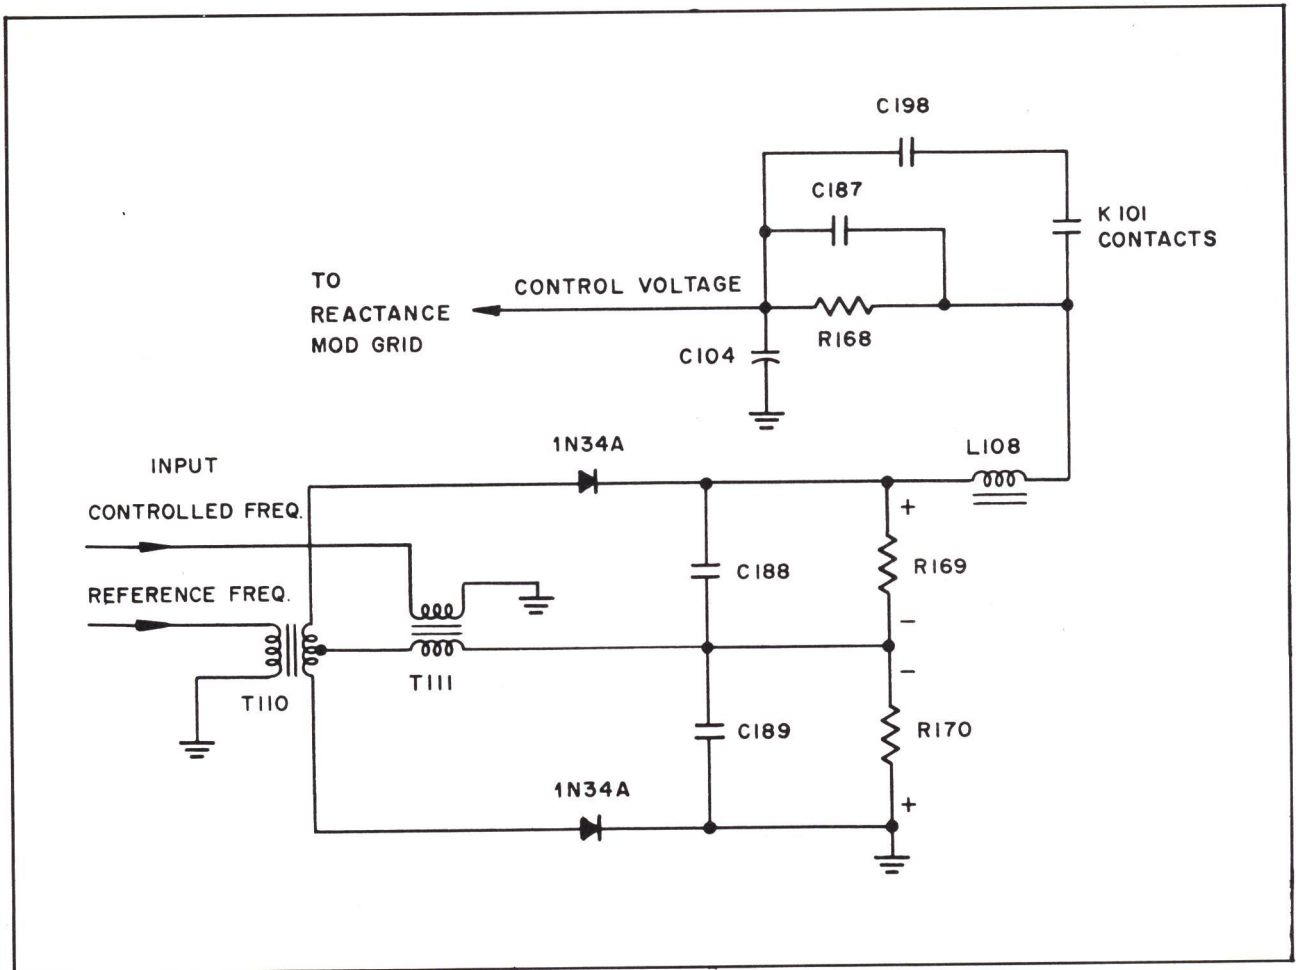 C198
C187
K101
CONTACTS
TO
REACTANCE
MOD GRID
CONTROL VOLTAGE
R168
C104
1N34A
L108
INPUT
CONTROLLED FREQ.
+
C188
R169
REFERENCE FREQ.
−
−
T111
T110
C189
R170
1N34A
+